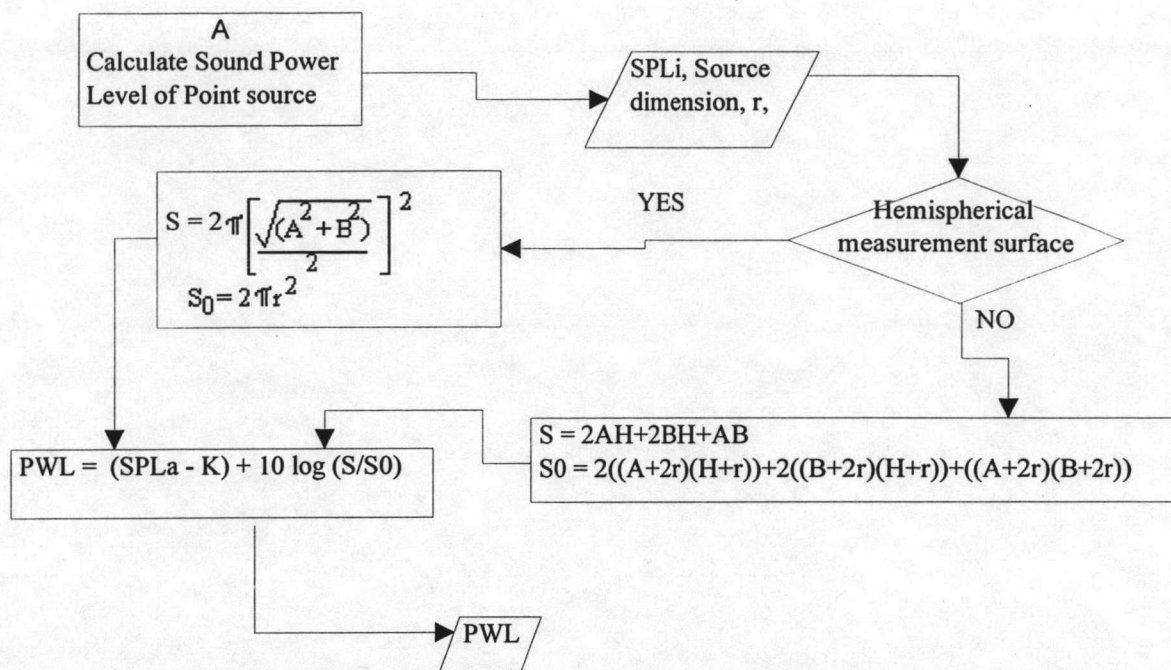 A
Calculate Sound Power
Level of Point source
SPLi, Source
dimension, r,
Hemispherical
measurement surface
YES
S = 2π[√(A² + B²)/2]²
S₀ = 2πr²
NO
S = 2AH+2BH+AB
S0 = 2((A+2r)(H+r))+2((B+2r)(H+r))+((A+2r)(B+2r))
PWL = (SPLa - K) + 10 log (S/S0)
PWL